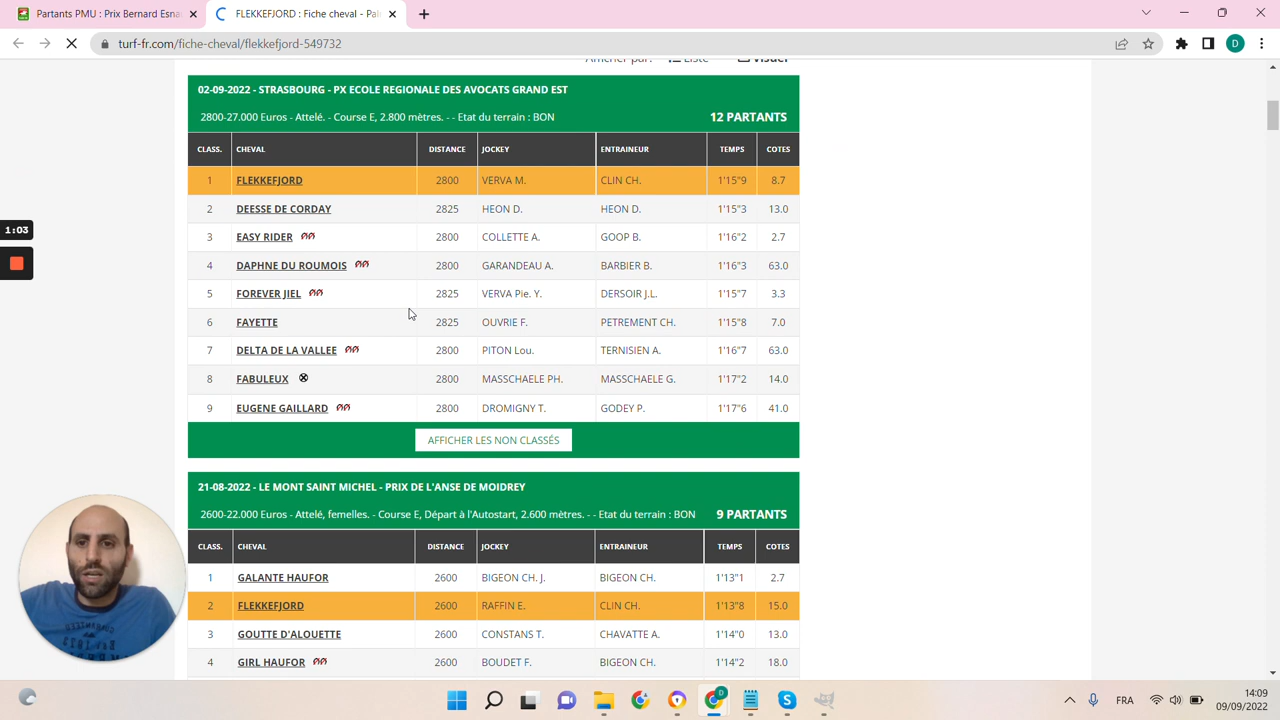 Partants PMU : Prix Bernard Esna
FLEKKEFJORD : Fiche cheval - Pa
turf-fr.com/fiche-cheval/flekkefjord-549732
D
Afficher par: Liste Visuel
02-09-2022 - STRASBOURG - PX ECOLE REGIONALE DES AVOCATS GRAND EST
2800-27.000 Euros - Attelé. - Course E, 2.800 mètres. - - Etat du terrain : BON 12 PARTANTS
CLASS. CHEVAL DISTANCE JOCKEY ENTRAINEUR TEMPS COTES
1 FLEKKEFJORD 2800 VERVA M. CLIN CH. 1'15"9 8.7
2 DEESSE DE CORDAY 2825 HEON D. HEON D. 1'15"3 13.0
3 EASY RIDER 2800 COLLETTE A. GOOP B. 1'16"2 2.7
4 DAPHNE DU ROUMOIS 2800 GARANDEAU A. BARBIER B. 1'16"3 63.0
5 FOREVER JIEL 2825 VERVA Pie. Y. DERSOIR J.L. 1'15"7 3.3
6 FAYETTE 2825 OUVRIE F. PETREMENT CH. 1'15"8 7.0
7 DELTA DE LA VALLEE 2800 PITON Lou. TERNISIEN A. 1'16"7 63.0
8 FABULEUX 2800 MASSCHAELE PH. MASSCHAELE G. 1'17"2 14.0
9 EUGENE GAILLARD 2800 DROMIGNY T. GODEY P. 1'17"6 41.0
AFFICHER LES NON CLASSÉS
21-08-2022 - LE MONT SAINT MICHEL - PRIX DE L'ANSE DE MOIDREY
2600-22.000 Euros - Attelé, femelles. - Course E, Départ à l'Autostart, 2.600 mètres. - - Etat du terrain : BON 9 PARTANTS
CLASS. CHEVAL DISTANCE JOCKEY ENTRAINEUR TEMPS COTES
1 GALANTE HAUFOR 2600 BIGEON CH. J. BIGEON CH. 1'13"1 2.7
2 FLEKKEFJORD 2600 RAFFIN E. CLIN CH. 1'13"8 15.0
3 GOUTTE D'ALOUETTE 2600 CONSTANS T. CHAVATTE A. 1'14"0 13.0
4 GIRL HAUFOR 2600 BOUDET F. BIGEON CH. 1'14"2 18.0
1:03
FRA
14:09
09/09/2022